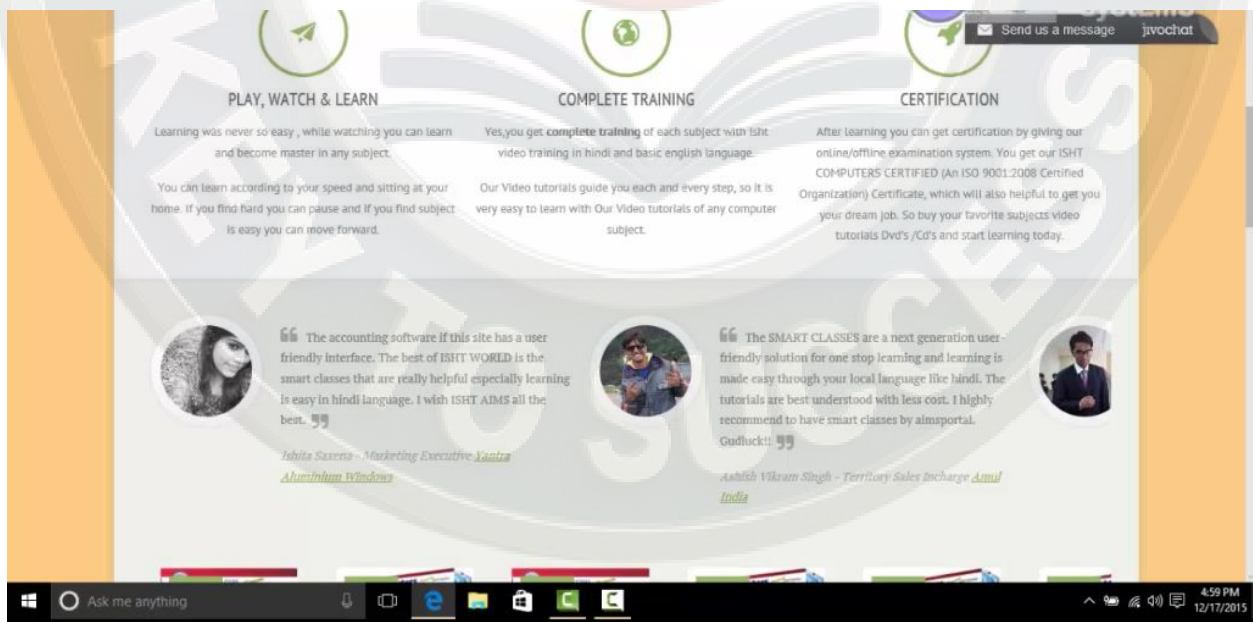 Send us a message jivochat
PLAY, WATCH & LEARN
Learning was never so easy , while watching you can learn
and become master in any subject.
You can learn according to your speed and sitting at your
home. If you find hard you can pause and if you find subject
is easy you can move forward.
COMPLETE TRAINING
Yes,you get complete training of each subject with Isht
video training in hindi and basic english language.
Our Video tutorials guide you each and every step, so it is
very easy to learn with Our Video tutorials of any computer
subject.
CERTIFICATION
After learning you can get certification by giving our
online/offline examination system. You get our ISHT
COMPUTERS CERTIFIED (An ISO 9001:2008 Certified
Organization) Certificate, which will also helpful to get you
your dream job. So buy your favorite subjects video
tutorials Dvd's /Cd's and start learning today.
“ The accounting software if this site has a user
friendly interface. The best of ISHT WORLD is the
smart classes that are really helpful especially learning
is easy in hindi language. I wish ISHT AIMS all the
best. ”
Ishita Saxena - Marketing Executive Yantra
Aluminium Windows
“ The SMART CLASSES are a next generation user-
friendly solution for one stop learning and learning is
made easy through your local language like hindi. The
tutorials are best understood with less cost. I highly
recommend to have smart classes by aimsportal.
Gudluck!! ”
Ashish Vikram Singh - Territory Sales Incharge Amul
India
KEY TO SUCCESS
Ask me anything
4:59 PM
12/17/2015